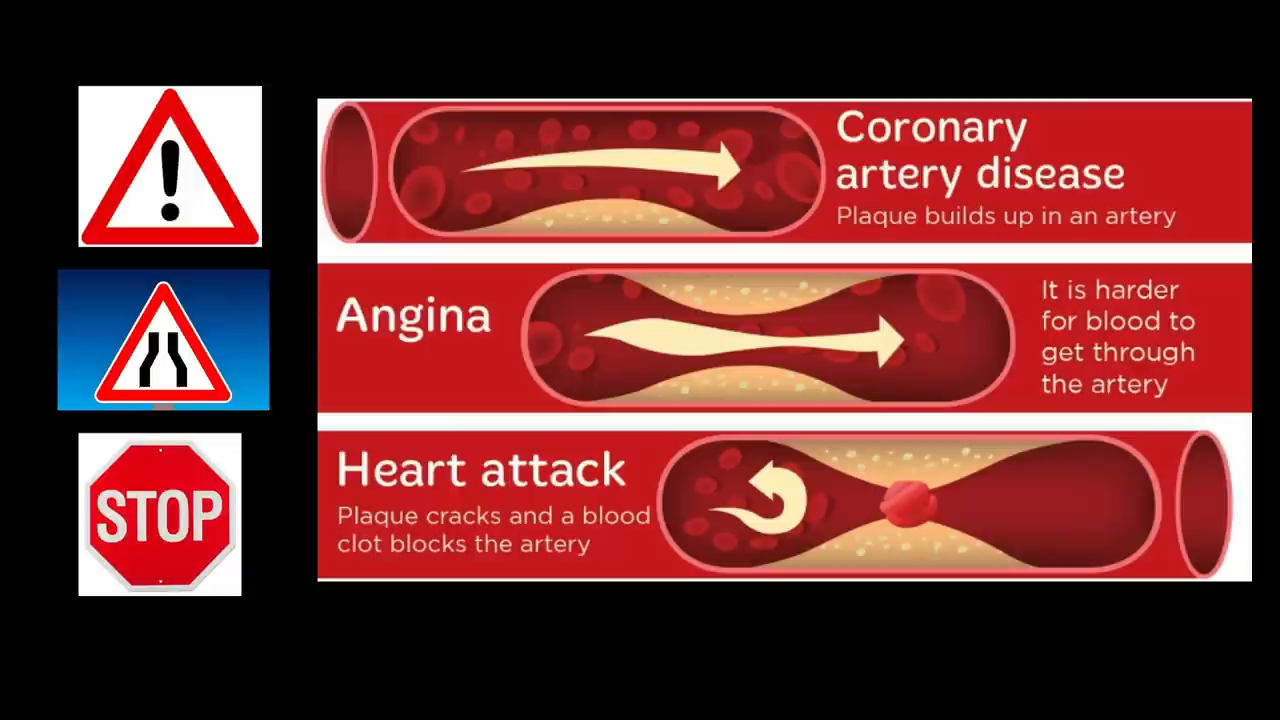 Coronary
artery disease
Plaque builds up in an artery
Angina
It is harder
for blood to
get through
the artery
STOP
Heart attack
Plaque cracks and a blood
clot blocks the artery